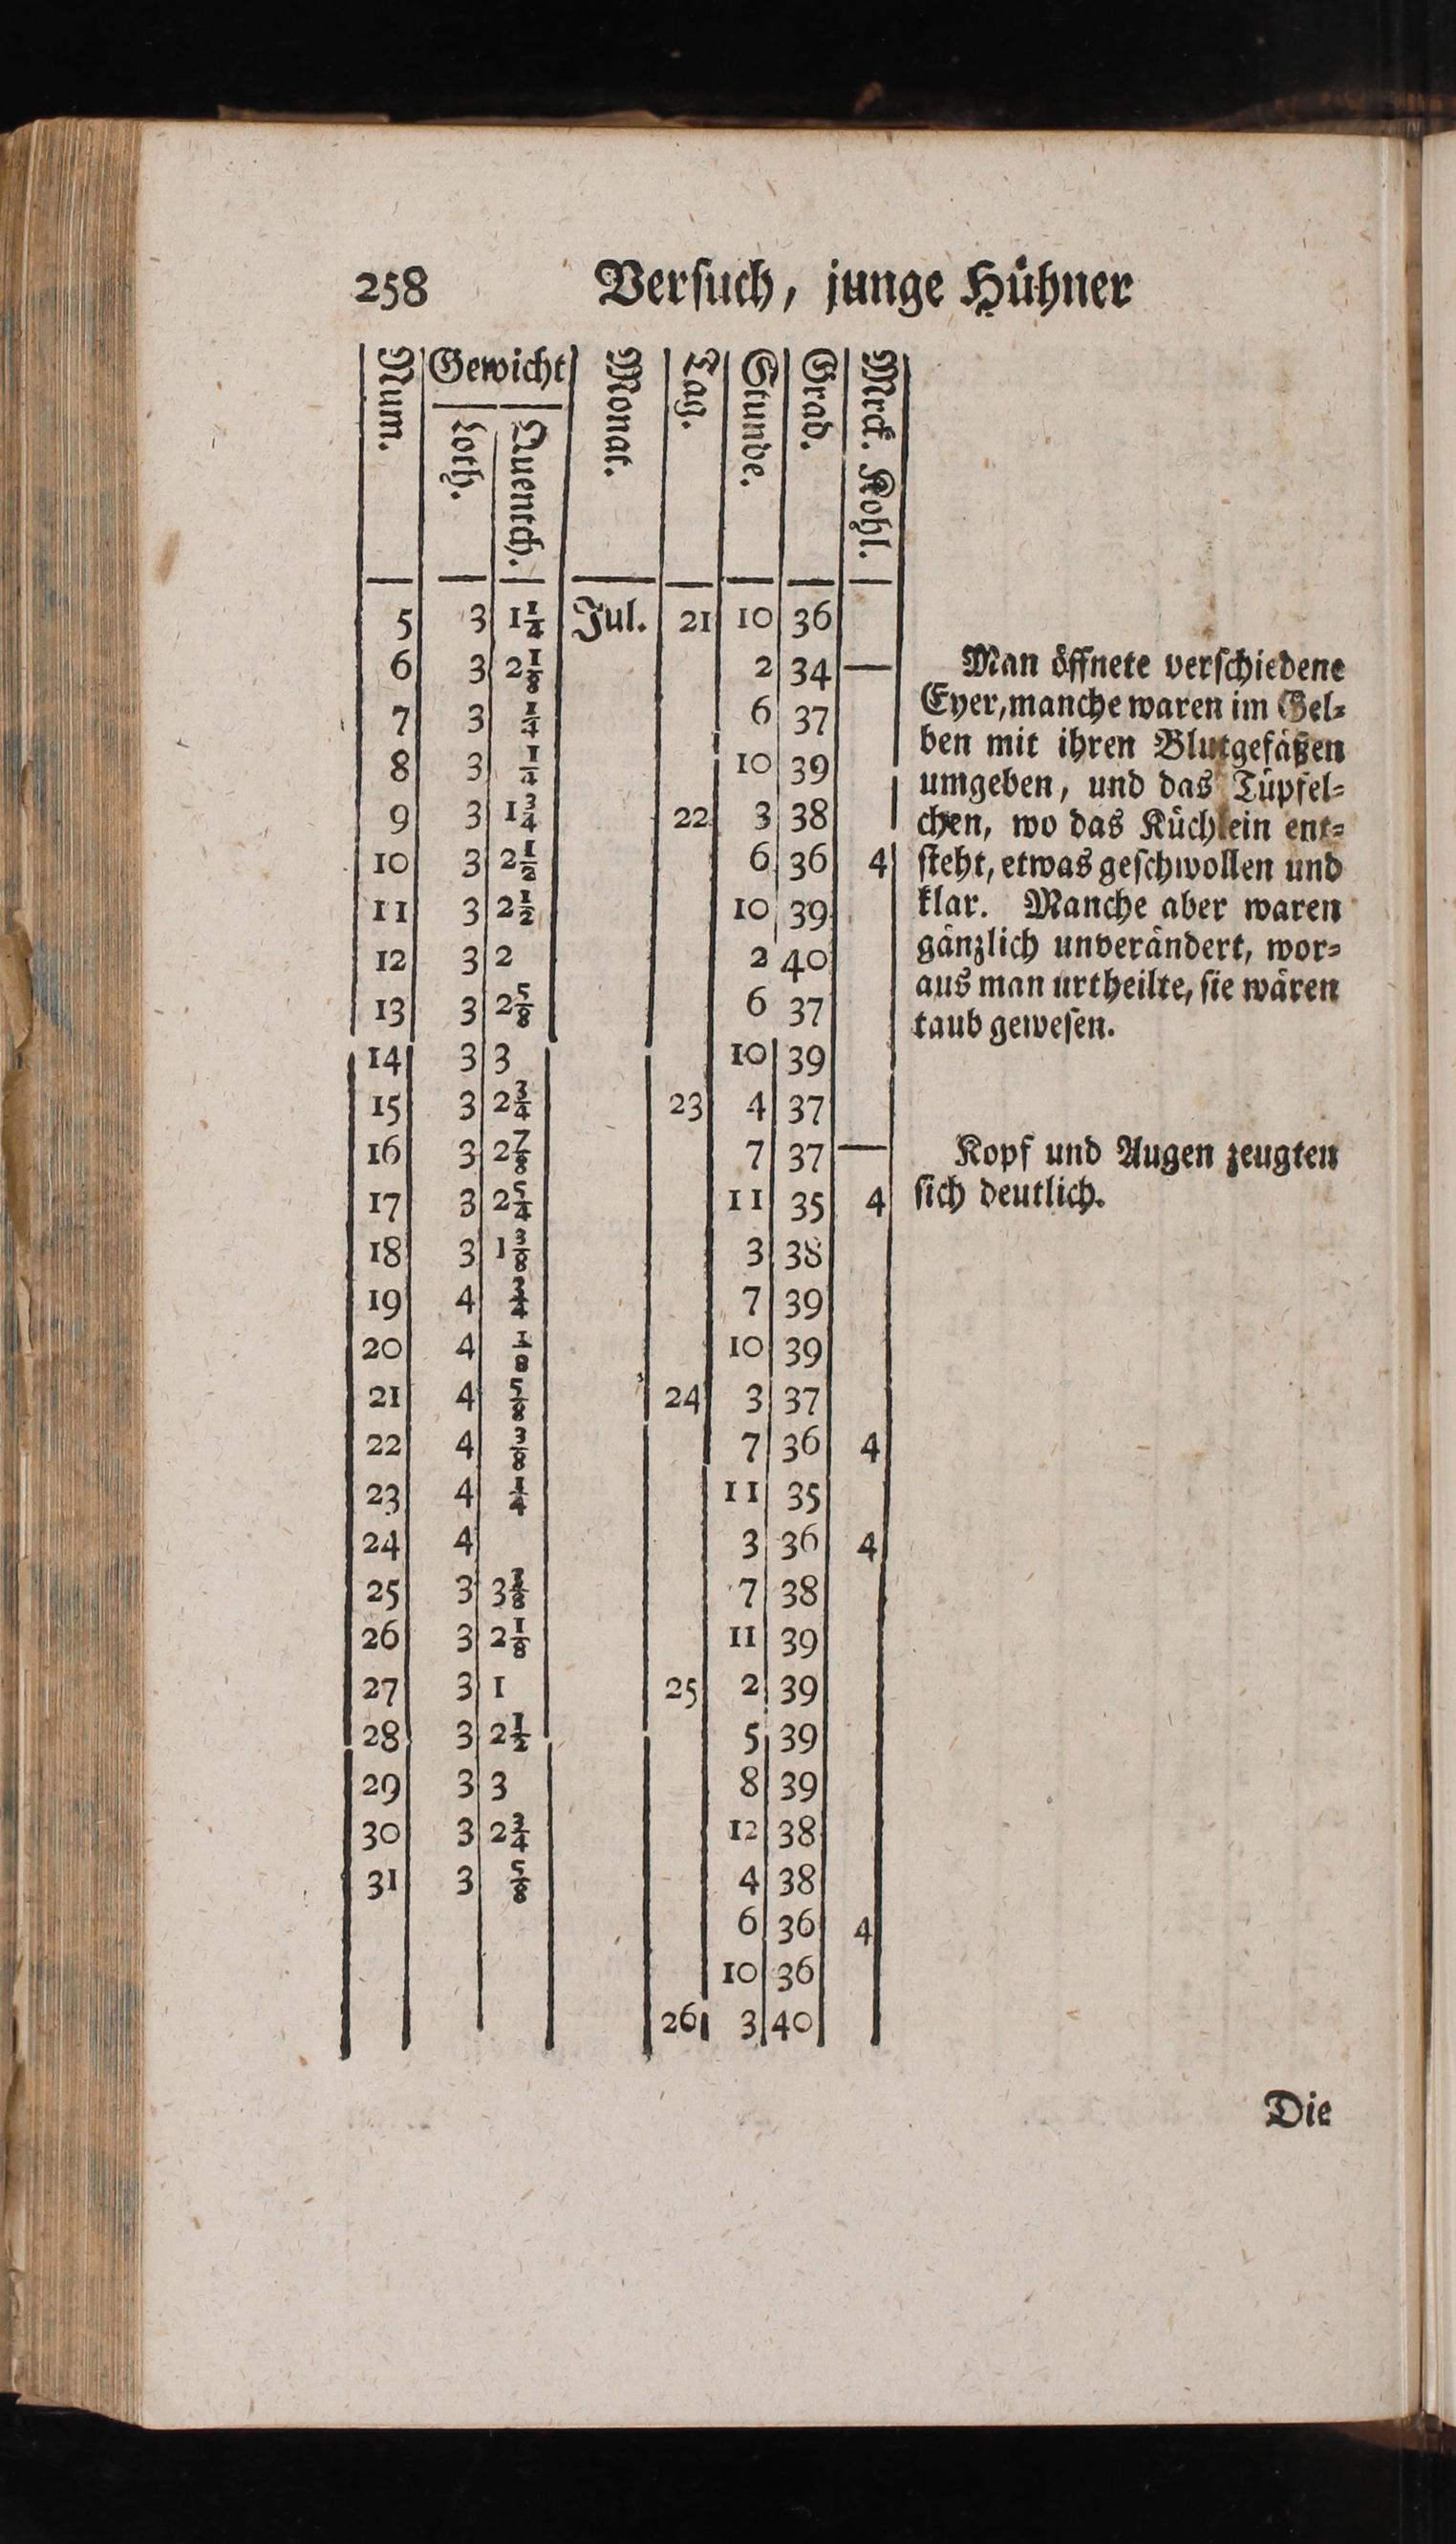 258 Verſuch, junge Hühner
Num. Gewicht Monat. Tag. Stunde. Grad. Mrck. Kohl.
Loth. Quentch.
5 3 1¼ Jul. 21 10 36
6 3 2⅛ 2 34 — Man öffnete verſchiedene
7 3 ¼ 6 37 Eyer, manche waren im Gel⸗
8 3 ¼ 10 39 ben mit ihren Blutgefäßen
umgeben, und das Tüpfel⸗
9 3 1¾ 22 3 38 chen, wo das Küchlein ent⸗
10 3 2½ 6 36 4 ſteht, etwas geſchwollen und
11 3 2½ 10 39 klar. Manche aber waren
12 3 2 2 40 gänzlich unverändert, wor⸗
13 3 2⅝ 6 37 aus man urtheilte, ſie wären
taub geweſen.
14 3 3 10 39
15 3 2¾ 23 4 37
16 3 2⅞ 7 37 — Kopf und Augen zeugten
17 3 2 5/4 11 35 4 ſich deutlich.
18 3 1⅜ 3 38
19 4 ¾ 7 39
20 4 ⅛ 10 39
21 4 ⅝ 24 3 37
22 4 ⅜ 7 36 4
23 4 ¼ 11 35
24 4 3 36 4
25 3 3⅜ 7 38
26 3 2⅛ 11 39
27 3 1 25 2 39
28 3 2½ 5 39
29 3 3 8 39
30 3 2¾ 12 38
31 3 ⅝ 4 38
6 36 4
10 36
26 3 40
Die